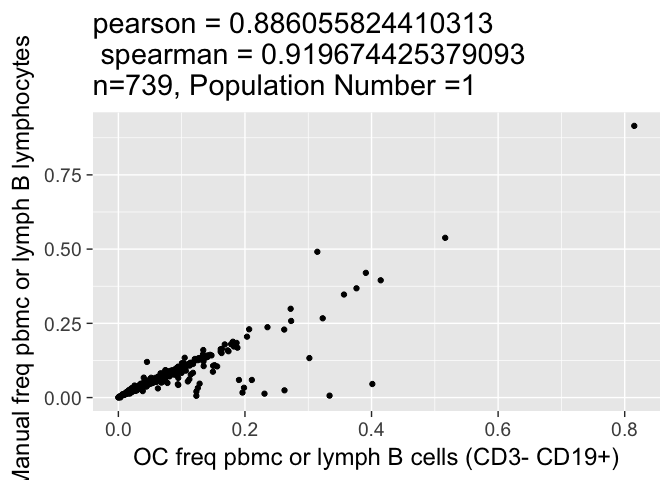 pearson = 0.886055824410313
spearman = 0.919674425379093
n=739, Population Number =1
Manual freq pbmc or lymph B lymphocytes
0.75
0.50
0.25
0.00
0.0 0.2 0.4 0.6 0.8
OC freq pbmc or lymph B cells (CD3- CD19+)